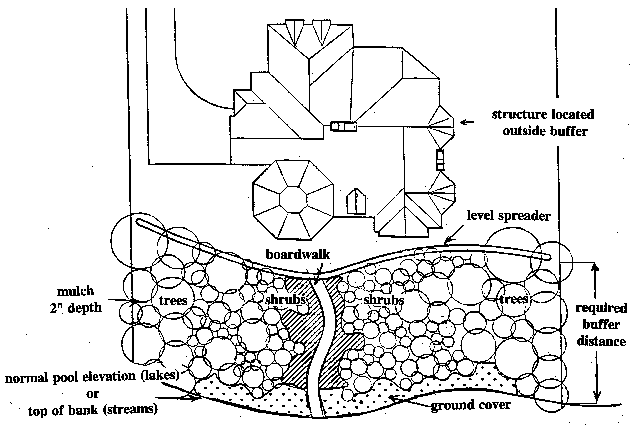 structure located
outside buffer
level spreader
boardwalk
mulch
2" depth
trees
shrubs
shrubs
trees
required
buffer
distance
normal pool elevation (lakes)
or
top of bank (streams)
ground cover